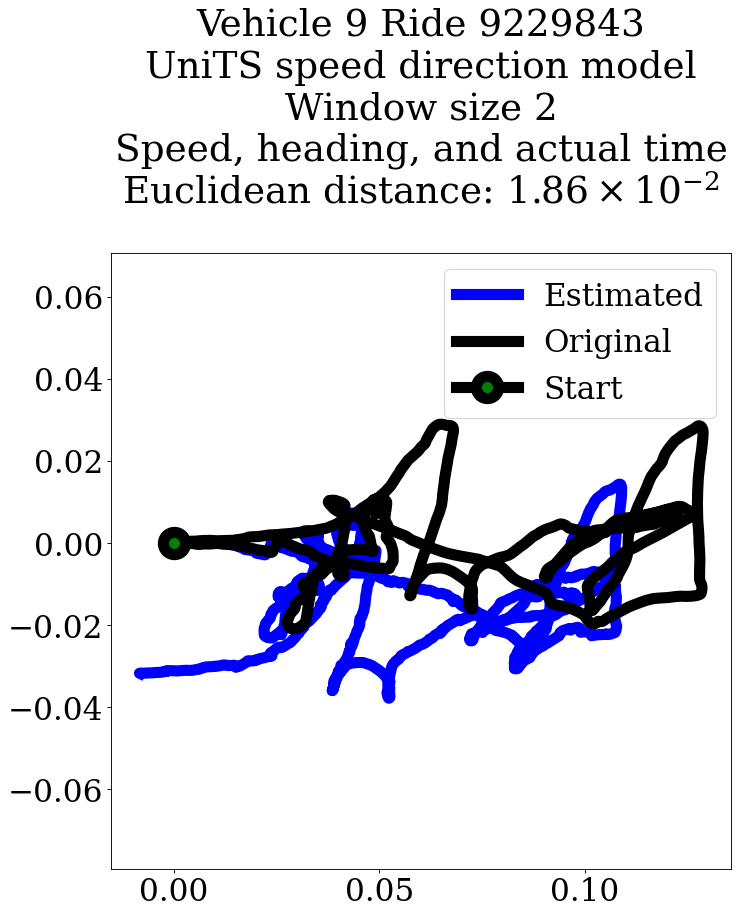 Vehicle 9 Ride 9229843
UniTS speed direction model
Window size 2
Speed, heading, and actual time
Euclidean distance: 1.86 × 10⁻²
Estimated
Original
Start
0.06
0.04
0.02
0.00
−0.02
−0.04
−0.06
0.00 0.05 0.10